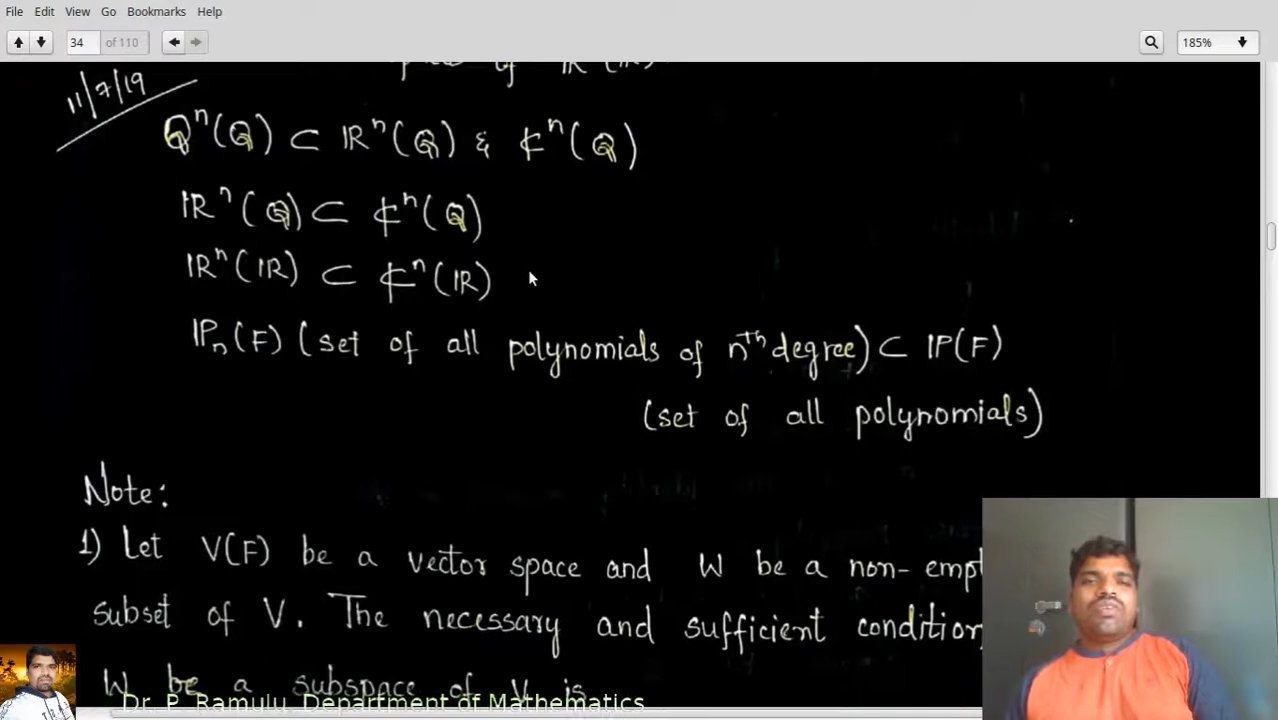 File Edit View Go Bookmarks Help
34 of 110 185%
11/7/19
ℚⁿ(ℚ) ⊂ ℝⁿ(ℚ) & ℂⁿ(ℚ)
ℝⁿ(ℚ) ⊂ ℂⁿ(ℚ)
ℝⁿ(ℝ) ⊂ ℂⁿ(ℝ)
ℙₙ(F) (set of all polynomials of nᵗʰ degree) ⊂ ℙ(F)
(set of all polynomials)
Note:
1) Let V(F) be a vector space and W be a non-empt
subset of V. The necessary and sufficient condition
W be a subspace of V is
Dr. P. Ramulu, Department of Mathematics